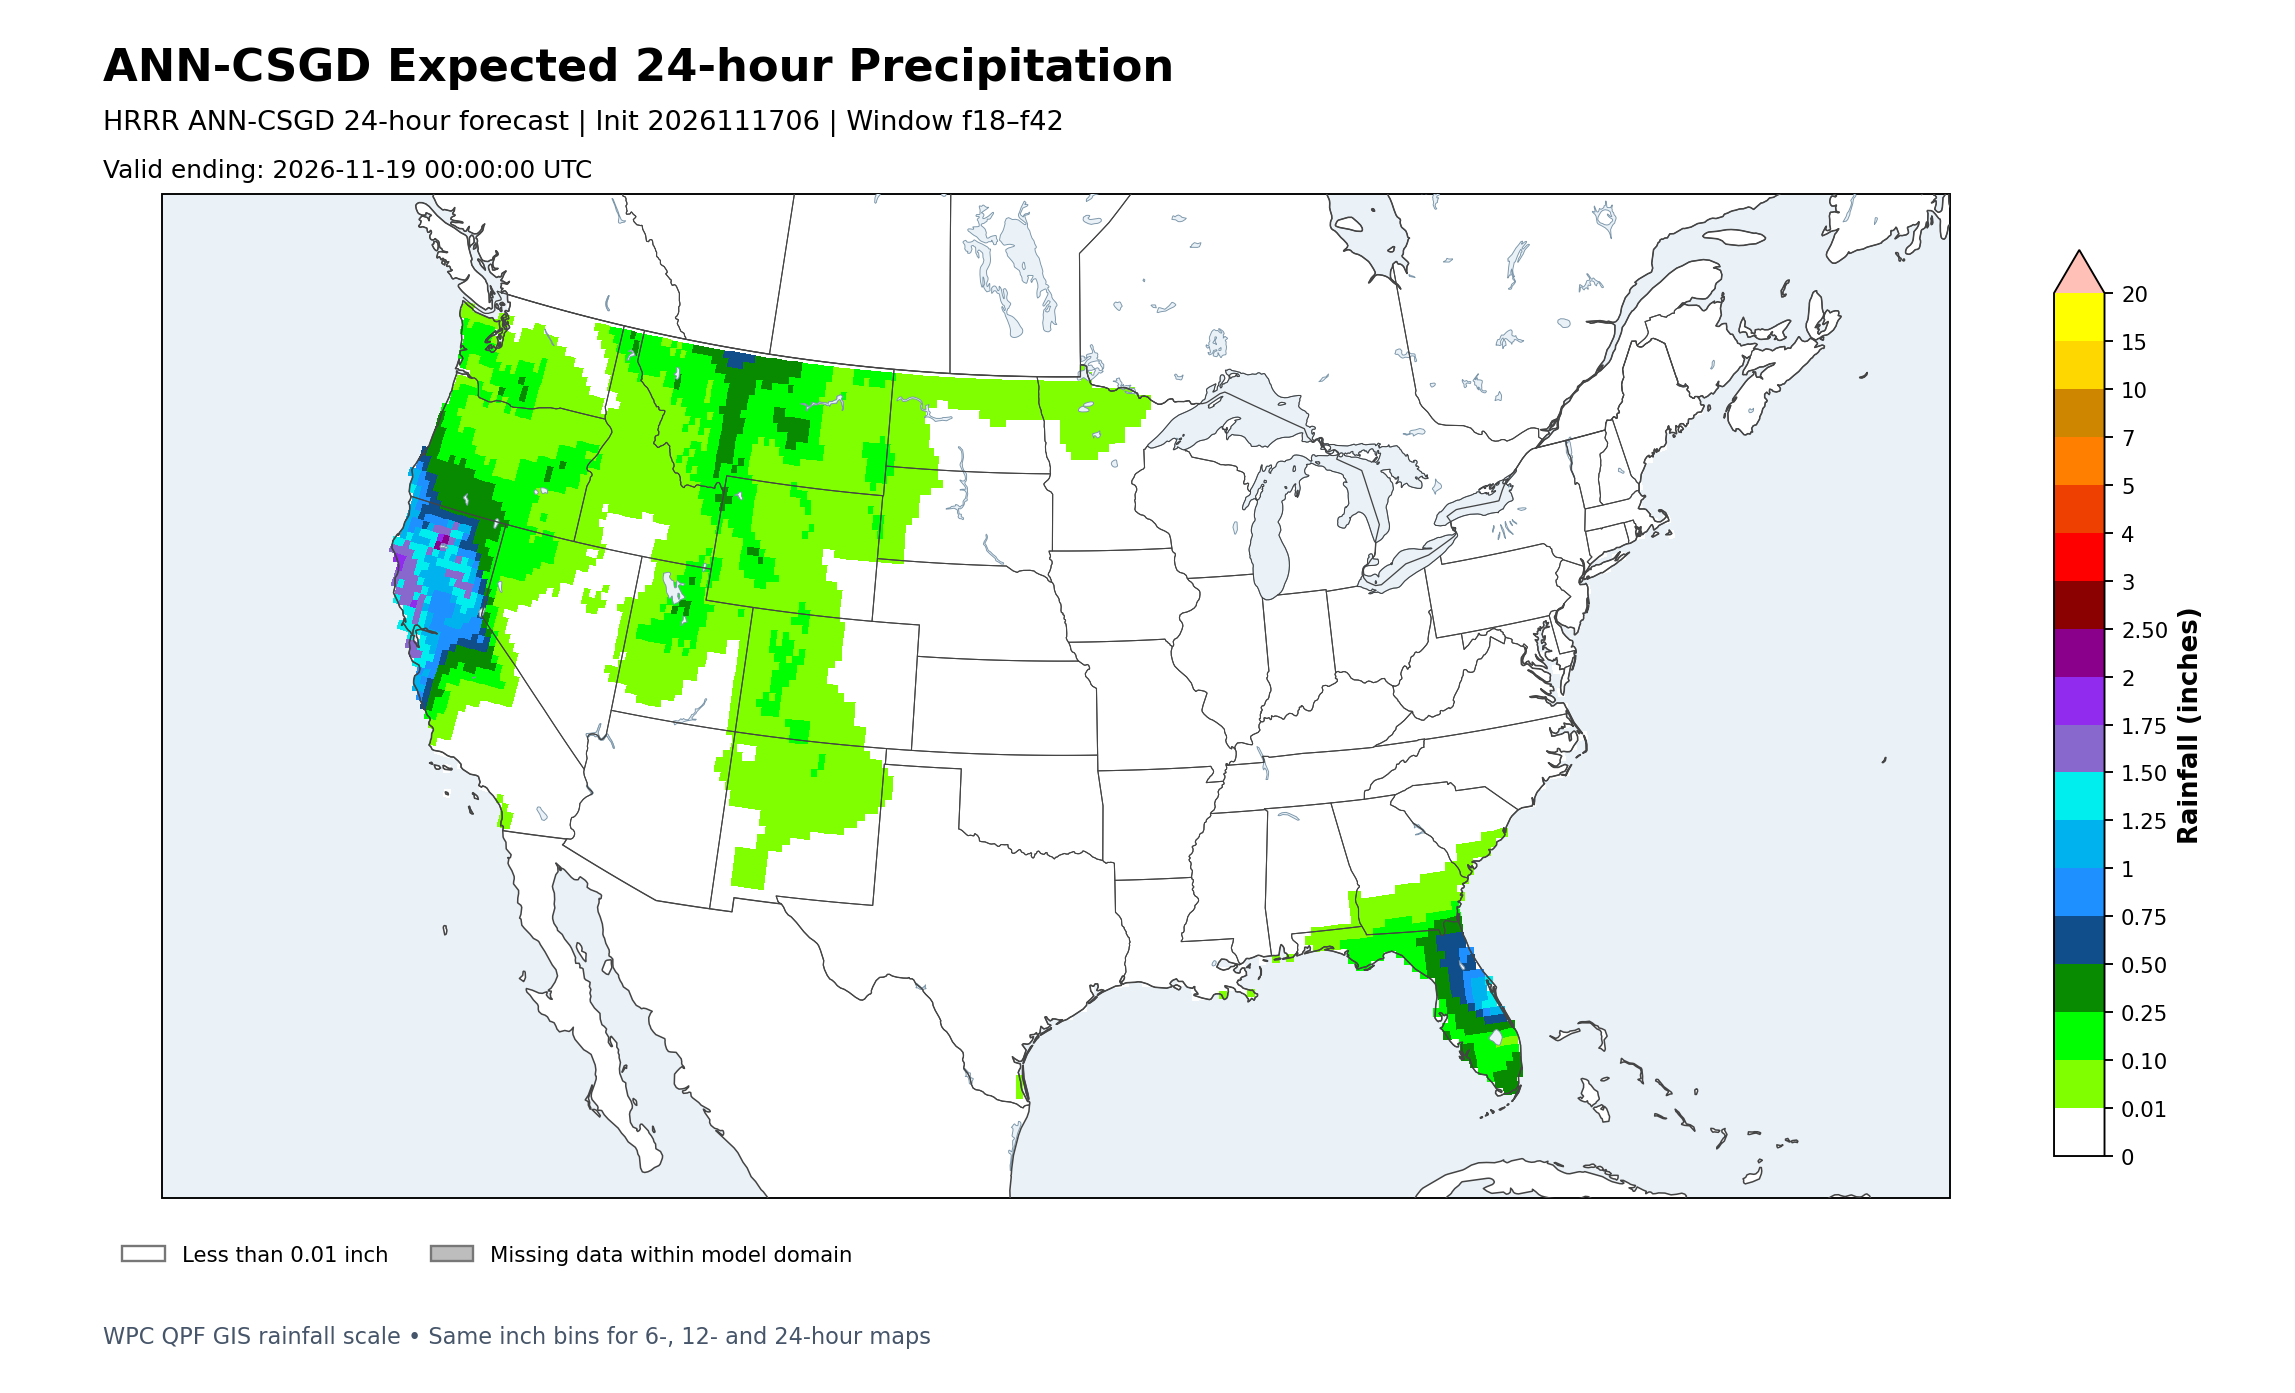 ANN-CSGD Expected 24-hour Precipitation
HRRR ANN-CSGD 24-hour forecast | Init 2026111706 | Window f18–f42
Valid ending: 2026-11-19 00:00:00 UTC
20
15
10
7
5
4
3
2.50
2
1.75
1.50
1.25
1
0.75
0.50
0.25
0.10
0.01
0
Rainfall (inches)
Less than 0.01 inch
Missing data within model domain
WPC QPF GIS rainfall scale • Same inch bins for 6-, 12- and 24-hour maps